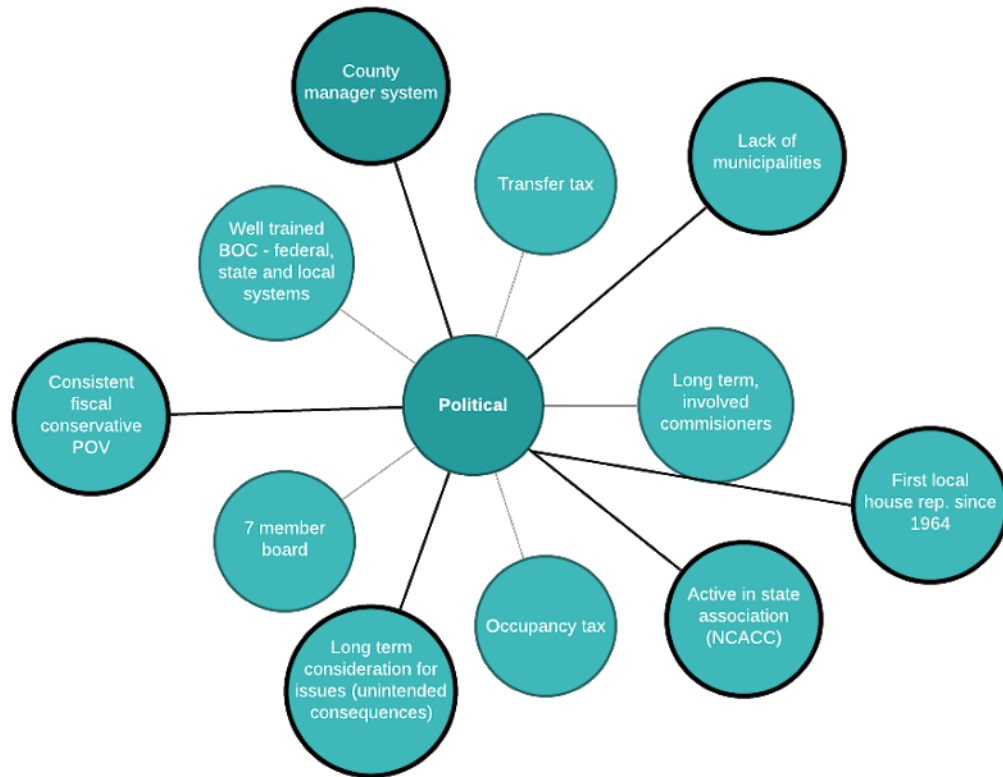 County
manager system
Lack of
municipalities
Transfer tax
Well trained
BOC - federal,
state and local
systems
Consistent
fiscal
conservative
POV
Political
Long term,
involved
commisioners
First local
house rep. since
1964
7 member
board
Active in state
association
(NCACC)
Occupancy tax
Long term
consideration for
issues (unintended
consequences)